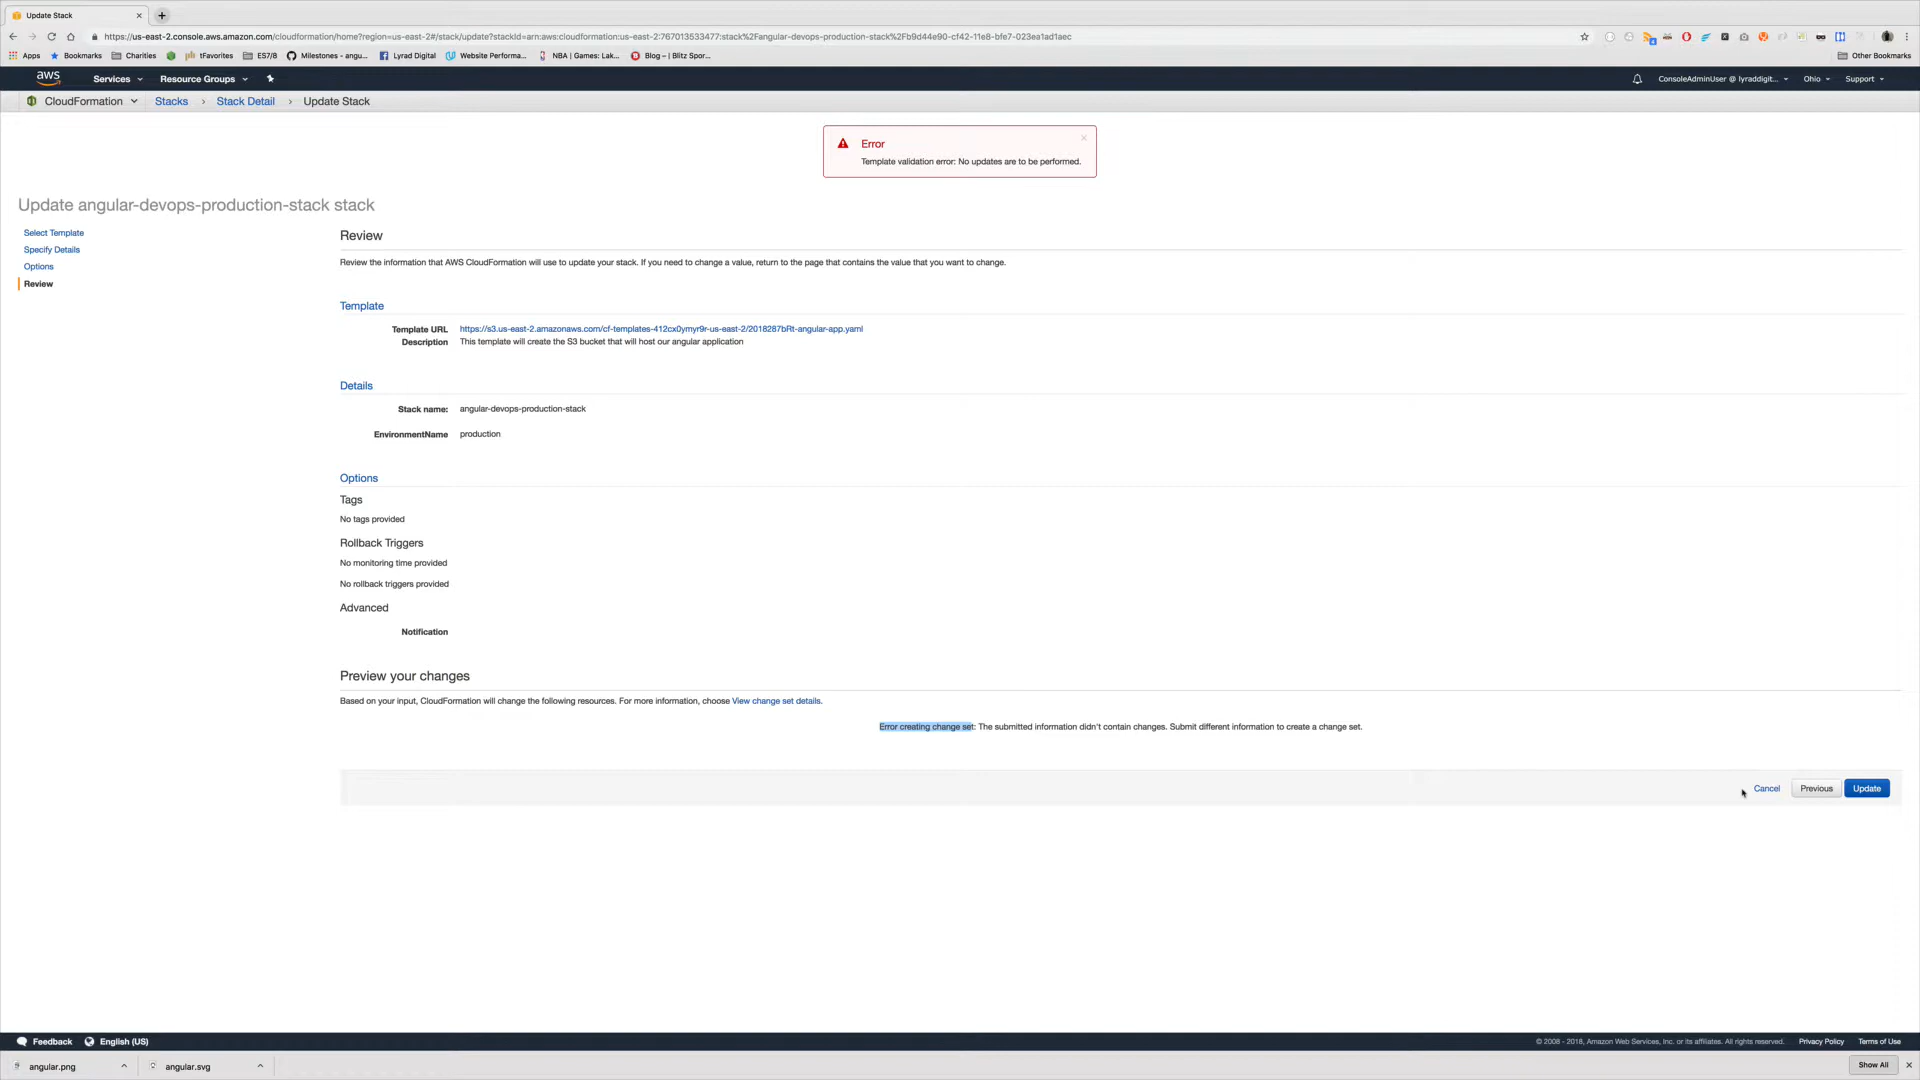 Update Stack
https://us-east-2.console.aws.amazon.com/cloudformation/home?region=us-east-2#/stack/update?stackId=arn:aws:cloudformation:us-east-2:767013533477:stack%2Fangular-devops-production-stack%2Fb9d44e90-cf42-11e8-bfe7-023ea1ad1aec
Apps Bookmarks Charities tFavorites ES7/8 Milestones - angu... Lyrad Digital Website Performa... NBA | Games: Lak... Blog – | Blitz Spor... Other Bookmarks
aws Services Resource Groups ConsoleAdminUser @ lyraddigit... Ohio Support
CloudFormation Stacks > Stack Detail > Update Stack
Error
Template validation error: No updates are to be performed.
Update angular-devops-production-stack stack
Select Template
Specify Details
Options
Review
Review
Review the information that AWS CloudFormation will use to update your stack. If you need to change a value, return to the page that contains the value that you want to change.
Template
Template URL https://s3.us-east-2.amazonaws.com/cf-templates-412cx0ymyr9r-us-east-2/2018287bRt-angular-app.yaml
Description This template will create the S3 bucket that will host our angular application
Details
Stack name: angular-devops-production-stack
EnvironmentName production
Options
Tags
No tags provided
Rollback Triggers
No monitoring time provided
No rollback triggers provided
Advanced
Notification
Preview your changes
Based on your input, CloudFormation will change the following resources. For more information, choose View change set details.
Error creating change set: The submitted information didn't contain changes. Submit different information to create a change set.
Cancel Previous Update
Feedback English (US) © 2008 - 2018, Amazon Web Services, Inc. or its affiliates. All rights reserved. Privacy Policy Terms of Use
angular.png angular.svg Show All